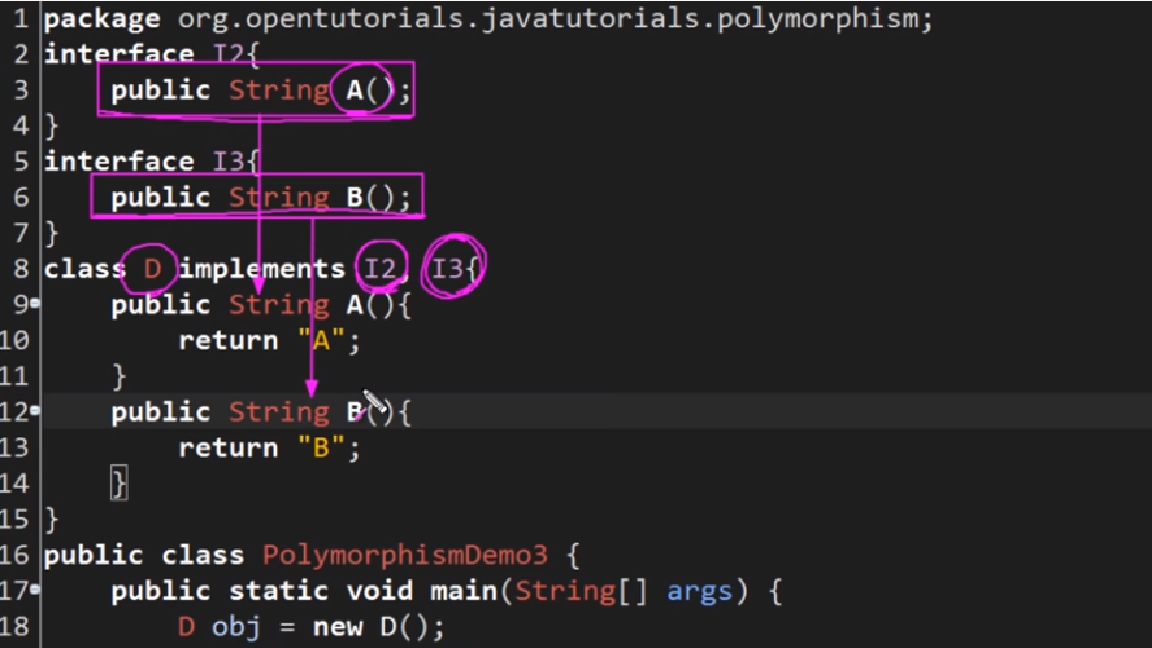 1 package org.opentutorials.javatutorials.polymorphism;
2 interface I2{
3     public String A();
4 }
5 interface I3{
6     public String B();
7 }
8 class D implements I2, I3{
9     public String A(){
10         return "A";
11     }
12     public String B(){
13         return "B";
14     }
15 }
16 public class PolymorphismDemo3 {
17     public static void main(String[] args) {
18         D obj = new D();